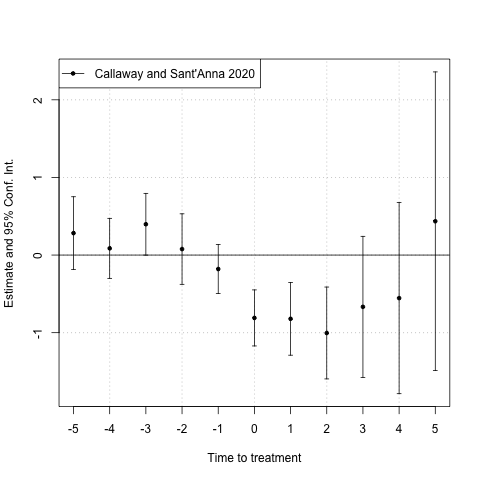 Callaway and Sant'Anna 2020
Estimate and 95% Conf. Int.
2
1
0
-1
-5 -4 -3 -2 -1 0 1 2 3 4 5
Time to treatment